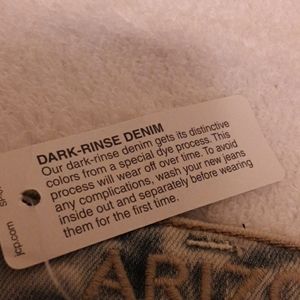 DARK-RINSE DENIM
Our dark-rinse denim gets its distinctive
colors from a special dye process. This
process will wear off over time. To avoid
any complications, wash your new jeans
inside out and separately before wearing
them for the first time.
jcp.com
ARIZO